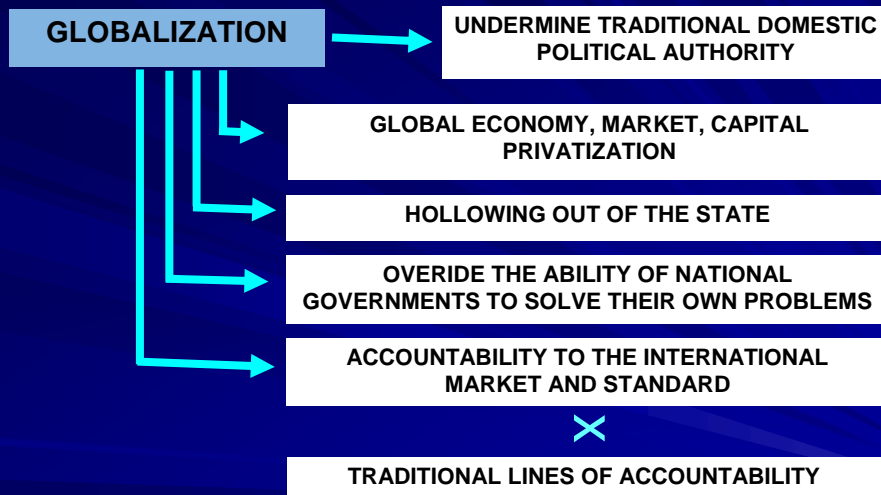 GLOBALIZATION
UNDERMINE TRADITIONAL DOMESTIC
POLITICAL AUTHORITY
GLOBAL ECONOMY, MARKET, CAPITAL
PRIVATIZATION
HOLLOWING OUT OF THE STATE
OVERIDE THE ABILITY OF NATIONAL
GOVERNMENTS TO SOLVE THEIR OWN PROBLEMS
ACCOUNTABILITY TO THE INTERNATIONAL
MARKET AND STANDARD
X
TRADITIONAL LINES OF ACCOUNTABILITY